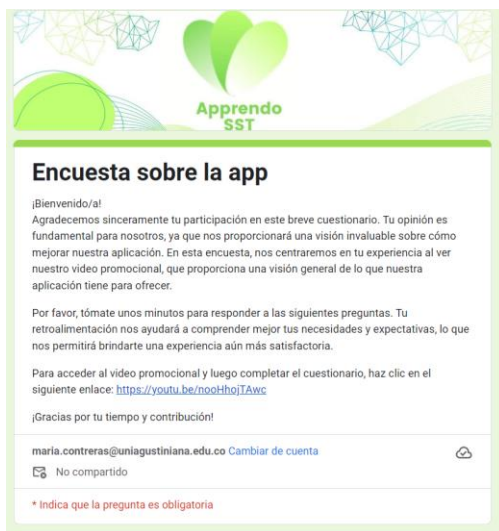 Apprendo
SST
Encuesta sobre la app
¡Bienvenido/a!
Agradecemos sinceramente tu participación en este breve cuestionario. Tu opinión es
fundamental para nosotros, ya que nos proporcionará una visión invaluable sobre cómo
mejorar nuestra aplicación. En esta encuesta, nos centraremos en tu experiencia al ver
nuestro video promocional, que proporciona una visión general de lo que nuestra
aplicación tiene para ofrecer.
Por favor, tómate unos minutos para responder a las siguientes preguntas. Tu
retroalimentación nos ayudará a comprender mejor tus necesidades y expectativas, lo que
nos permitirá brindarte una experiencia aún más satisfactoria.
Para acceder al video promocional y luego completar el cuestionario, haz clic en el
siguiente enlace: https://youtu.be/nooHhojTAwc
¡Gracias por tu tiempo y contribución!
maria.contreras@uniagustiniana.edu.co Cambiar de cuenta
No compartido
* Indica que la pregunta es obligatoria